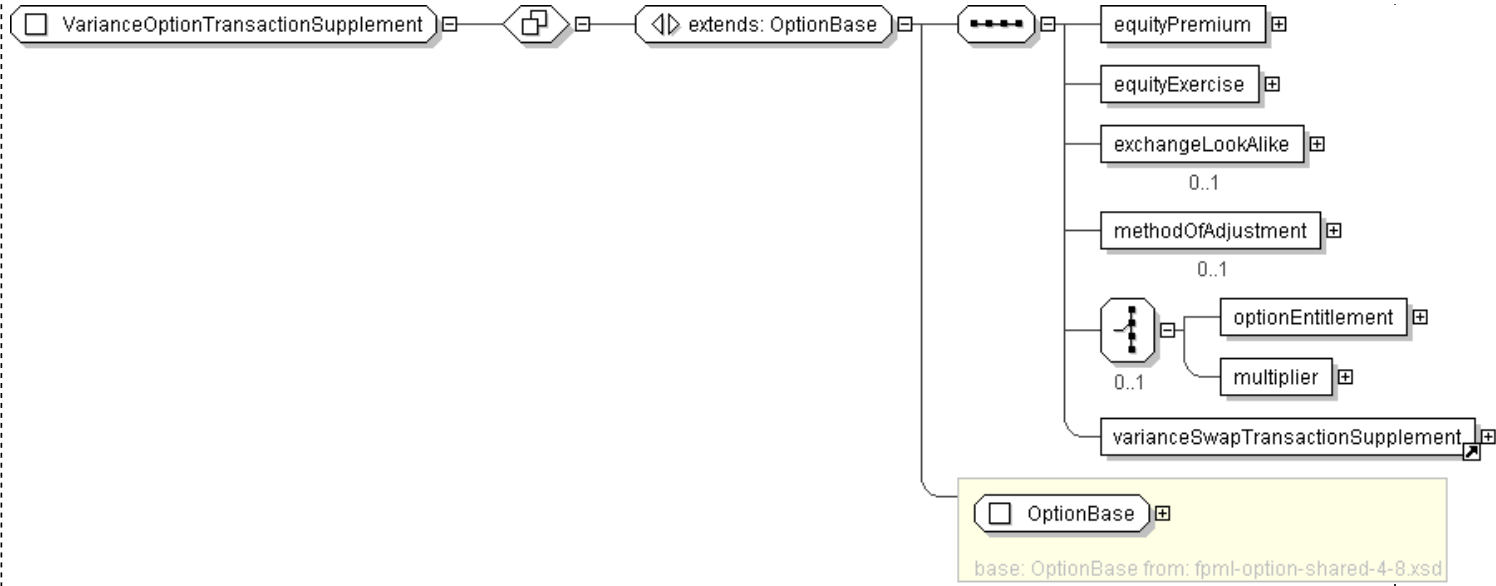 VarianceOptionTransactionSupplement
extends: OptionBase
equityPremium
equityExercise
exchangeLookAlike
0..1
methodOfAdjustment
0..1
optionEntitlement
multiplier
0..1
varianceSwapTransactionSupplement
OptionBase
base: OptionBase from: fpml-option-shared-4-8.xsd